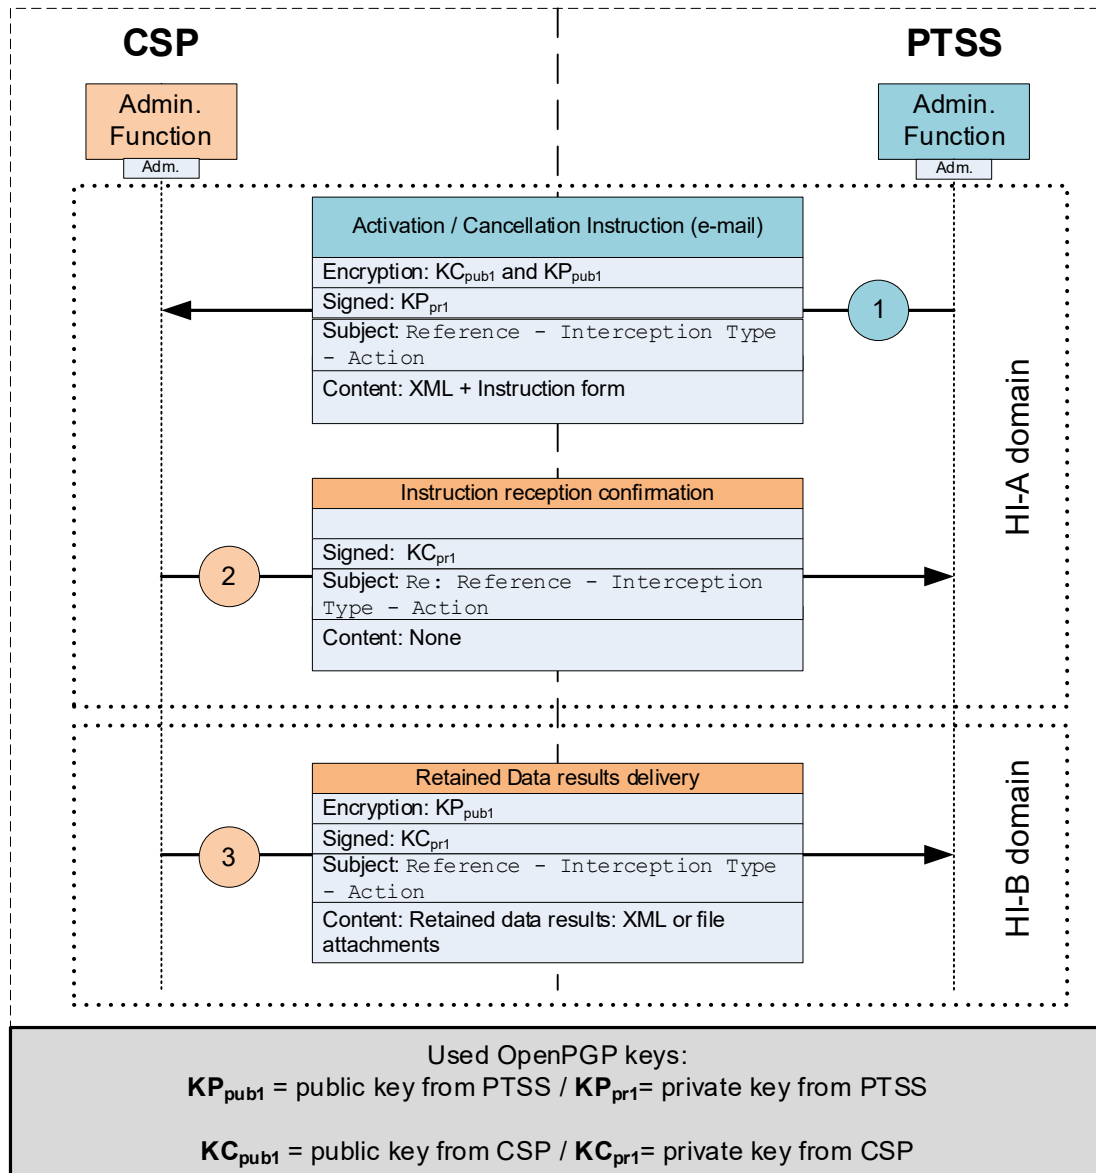 CSP
PTSS
Admin.
Function
Adm.
Admin.
Function
Adm.
Activation / Cancellation Instruction (e-mail)
Encryption: KCpub1 and KPpub1
Signed: KPpr1
Subject: Reference - Interception Type
- Action
Content: XML + Instruction form
1
HI-A domain
Instruction reception confirmation
Signed: KCpr1
Subject: Re: Reference - Interception
Type - Action
Content: None
2
Retained Data results delivery
Encryption: KPpub1
Signed: KCpr1
Subject: Reference - Interception Type
- Action
Content: Retained data results: XML or file
attachments
3
HI-B domain
Used OpenPGP keys:
KPpub1 = public key from PTSS / KPpr1= private key from PTSS
KCpub1 = public key from CSP / KCpr1= private key from CSP